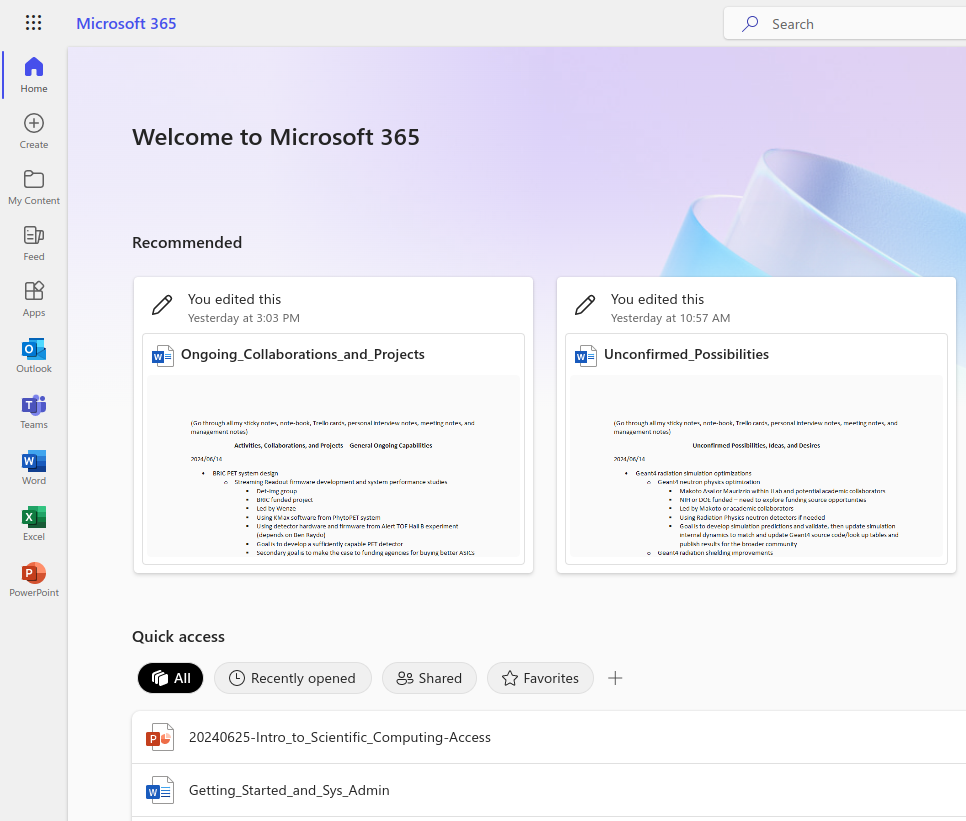 Microsoft 365
Search
Home
Create
My Content
Feed
Apps
Outlook
Teams
Word
Excel
PowerPoint
Welcome to Microsoft 365
Recommended
You edited this
Yesterday at 3:03 PM
Ongoing_Collaborations_and_Projects
(Go through all my sticky notes, note-book, Trello cards, personal interview notes, meeting notes, and
management notes)
Activities, Collaborations, and Projects – General Ongoing Capabilities
2024/06/14
• BRIC PET system design
o Streaming Readout firmware development and system performance studies
▪ Det-img group
▪ BRIC funded project
▪ Led by Wenze
▪ Using KMax software from PhytoPET system
▪ Using detector hardware and firmware from Alert TOF Hall B experiment
(depends on Ben Raydo)
▪ Goal is to develop a sufficiently capable PET detector
▪ Secondary goal is to make the case to funding agencies for buying better ASICS
You edited this
Yesterday at 10:57 AM
Unconfirmed_Possibilities
(Go through all my sticky notes, note-book, Trello cards, personal interview notes, meeting notes, and
management notes)
Unconfirmed Possibilities, Ideas, and Desires
2024/06/14
• Geant4 radiation simulation optimizations
o Geant4 neutron physics optimization
▪ Makoto Asai or Maurizio within JLab and potential academic collaborators
▪ NIH or DOE funded – need to explore funding source opportunities
▪ Led by Makoto or academic collaborators
▪ Using Radiation Physics neutron detectors if needed
▪ Goal is to develop simulation predictions and validate, then update simulation
internal dynamics to match and update Geant4 source code/look up tables and
publish results for the broader community
o Geant4 radiation shielding improvements
Quick access
All
Recently opened
Shared
Favorites
20240625-Intro_to_Scientific_Computing-Access
Getting_Started_and_Sys_Admin